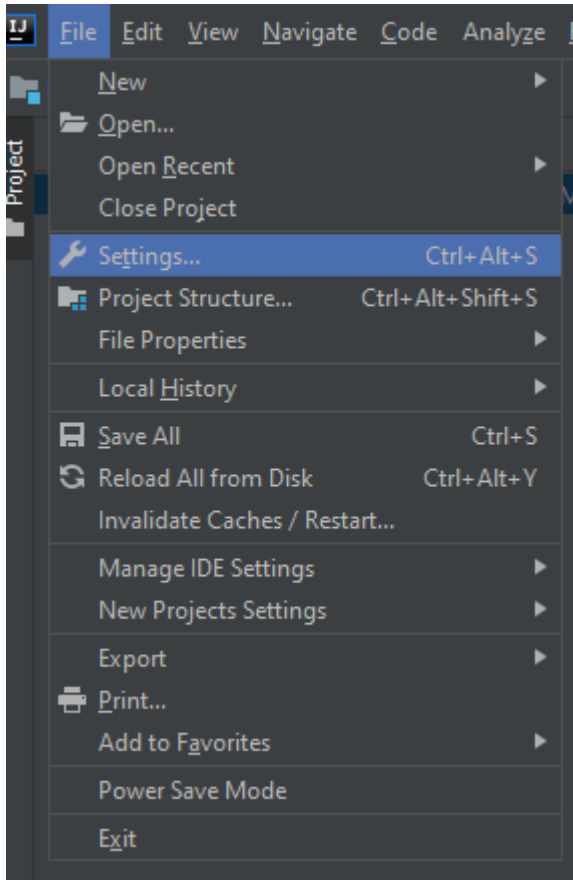 IJ File Edit View Navigate Code Analyze
New
Open...
Open Recent
Close Project
Settings... Ctrl+Alt+S
Project Structure... Ctrl+Alt+Shift+S
File Properties
Local History
Save All Ctrl+S
Reload All from Disk Ctrl+Alt+Y
Invalidate Caches / Restart...
Manage IDE Settings
New Projects Settings
Export
Print...
Add to Favorites
Power Save Mode
Exit
Project